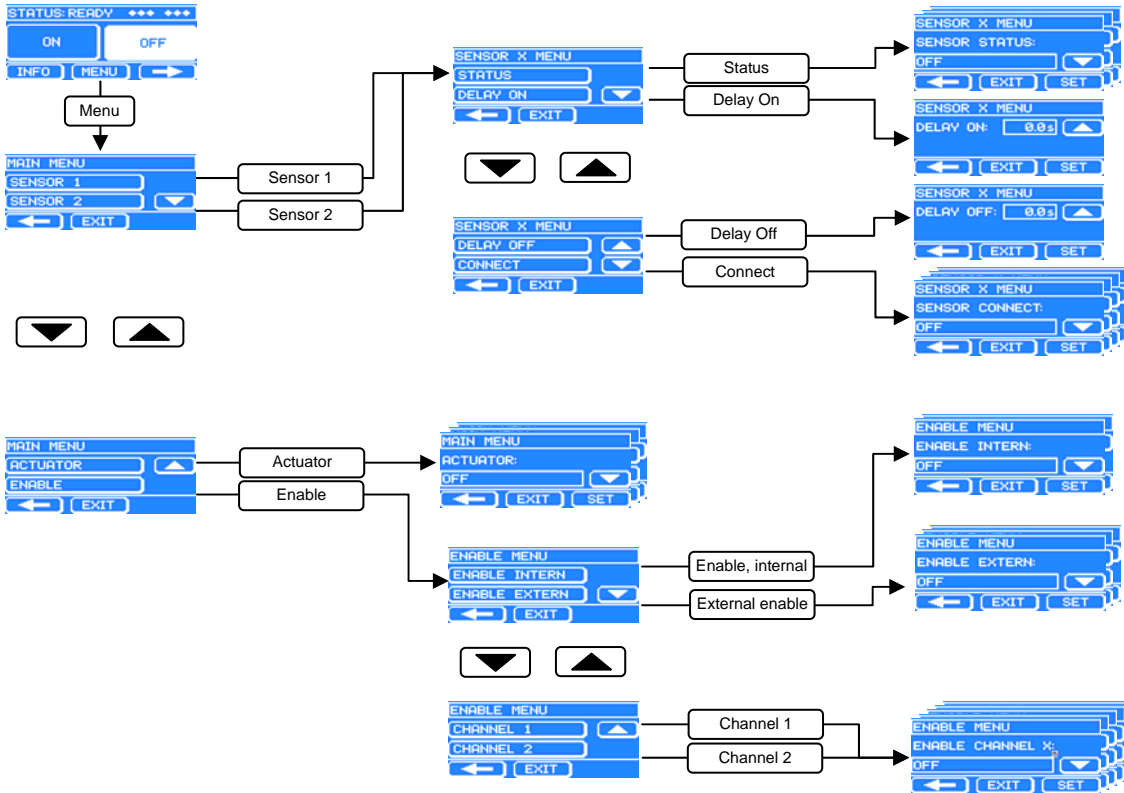 STATUS:READY
ON OFF
INFO MENU
Menu
MAIN MENU
SENSOR 1
SENSOR 2
EXIT
Sensor 1
Sensor 2
SENSOR X MENU
STATUS
DELAY ON
EXIT
Status
Delay On
SENSOR X MENU
SENSOR STATUS:
OFF
EXIT SET
SENSOR X MENU
DELAY ON: 0.0s
EXIT SET
SENSOR X MENU
DELAY OFF
CONNECT
EXIT
Delay Off
Connect
SENSOR X MENU
DELAY OFF: 0.0s
EXIT SET
SENSOR X MENU
SENSOR CONNECT:
OFF
EXIT SET
MAIN MENU
ACTUATOR
ENABLE
EXIT
Actuator
Enable
MAIN MENU
ACTUATOR:
OFF
EXIT SET
ENABLE MENU
ENABLE INTERN
ENABLE EXTERN
EXIT
Enable, internal
External enable
ENABLE MENU
ENABLE INTERN:
OFF
EXIT SET
ENABLE MENU
ENABLE EXTERN:
OFF
EXIT SET
ENABLE MENU
CHANNEL 1
CHANNEL 2
EXIT
Channel 1
Channel 2
ENABLE MENU
ENABLE CHANNEL X:
OFF
EXIT SET